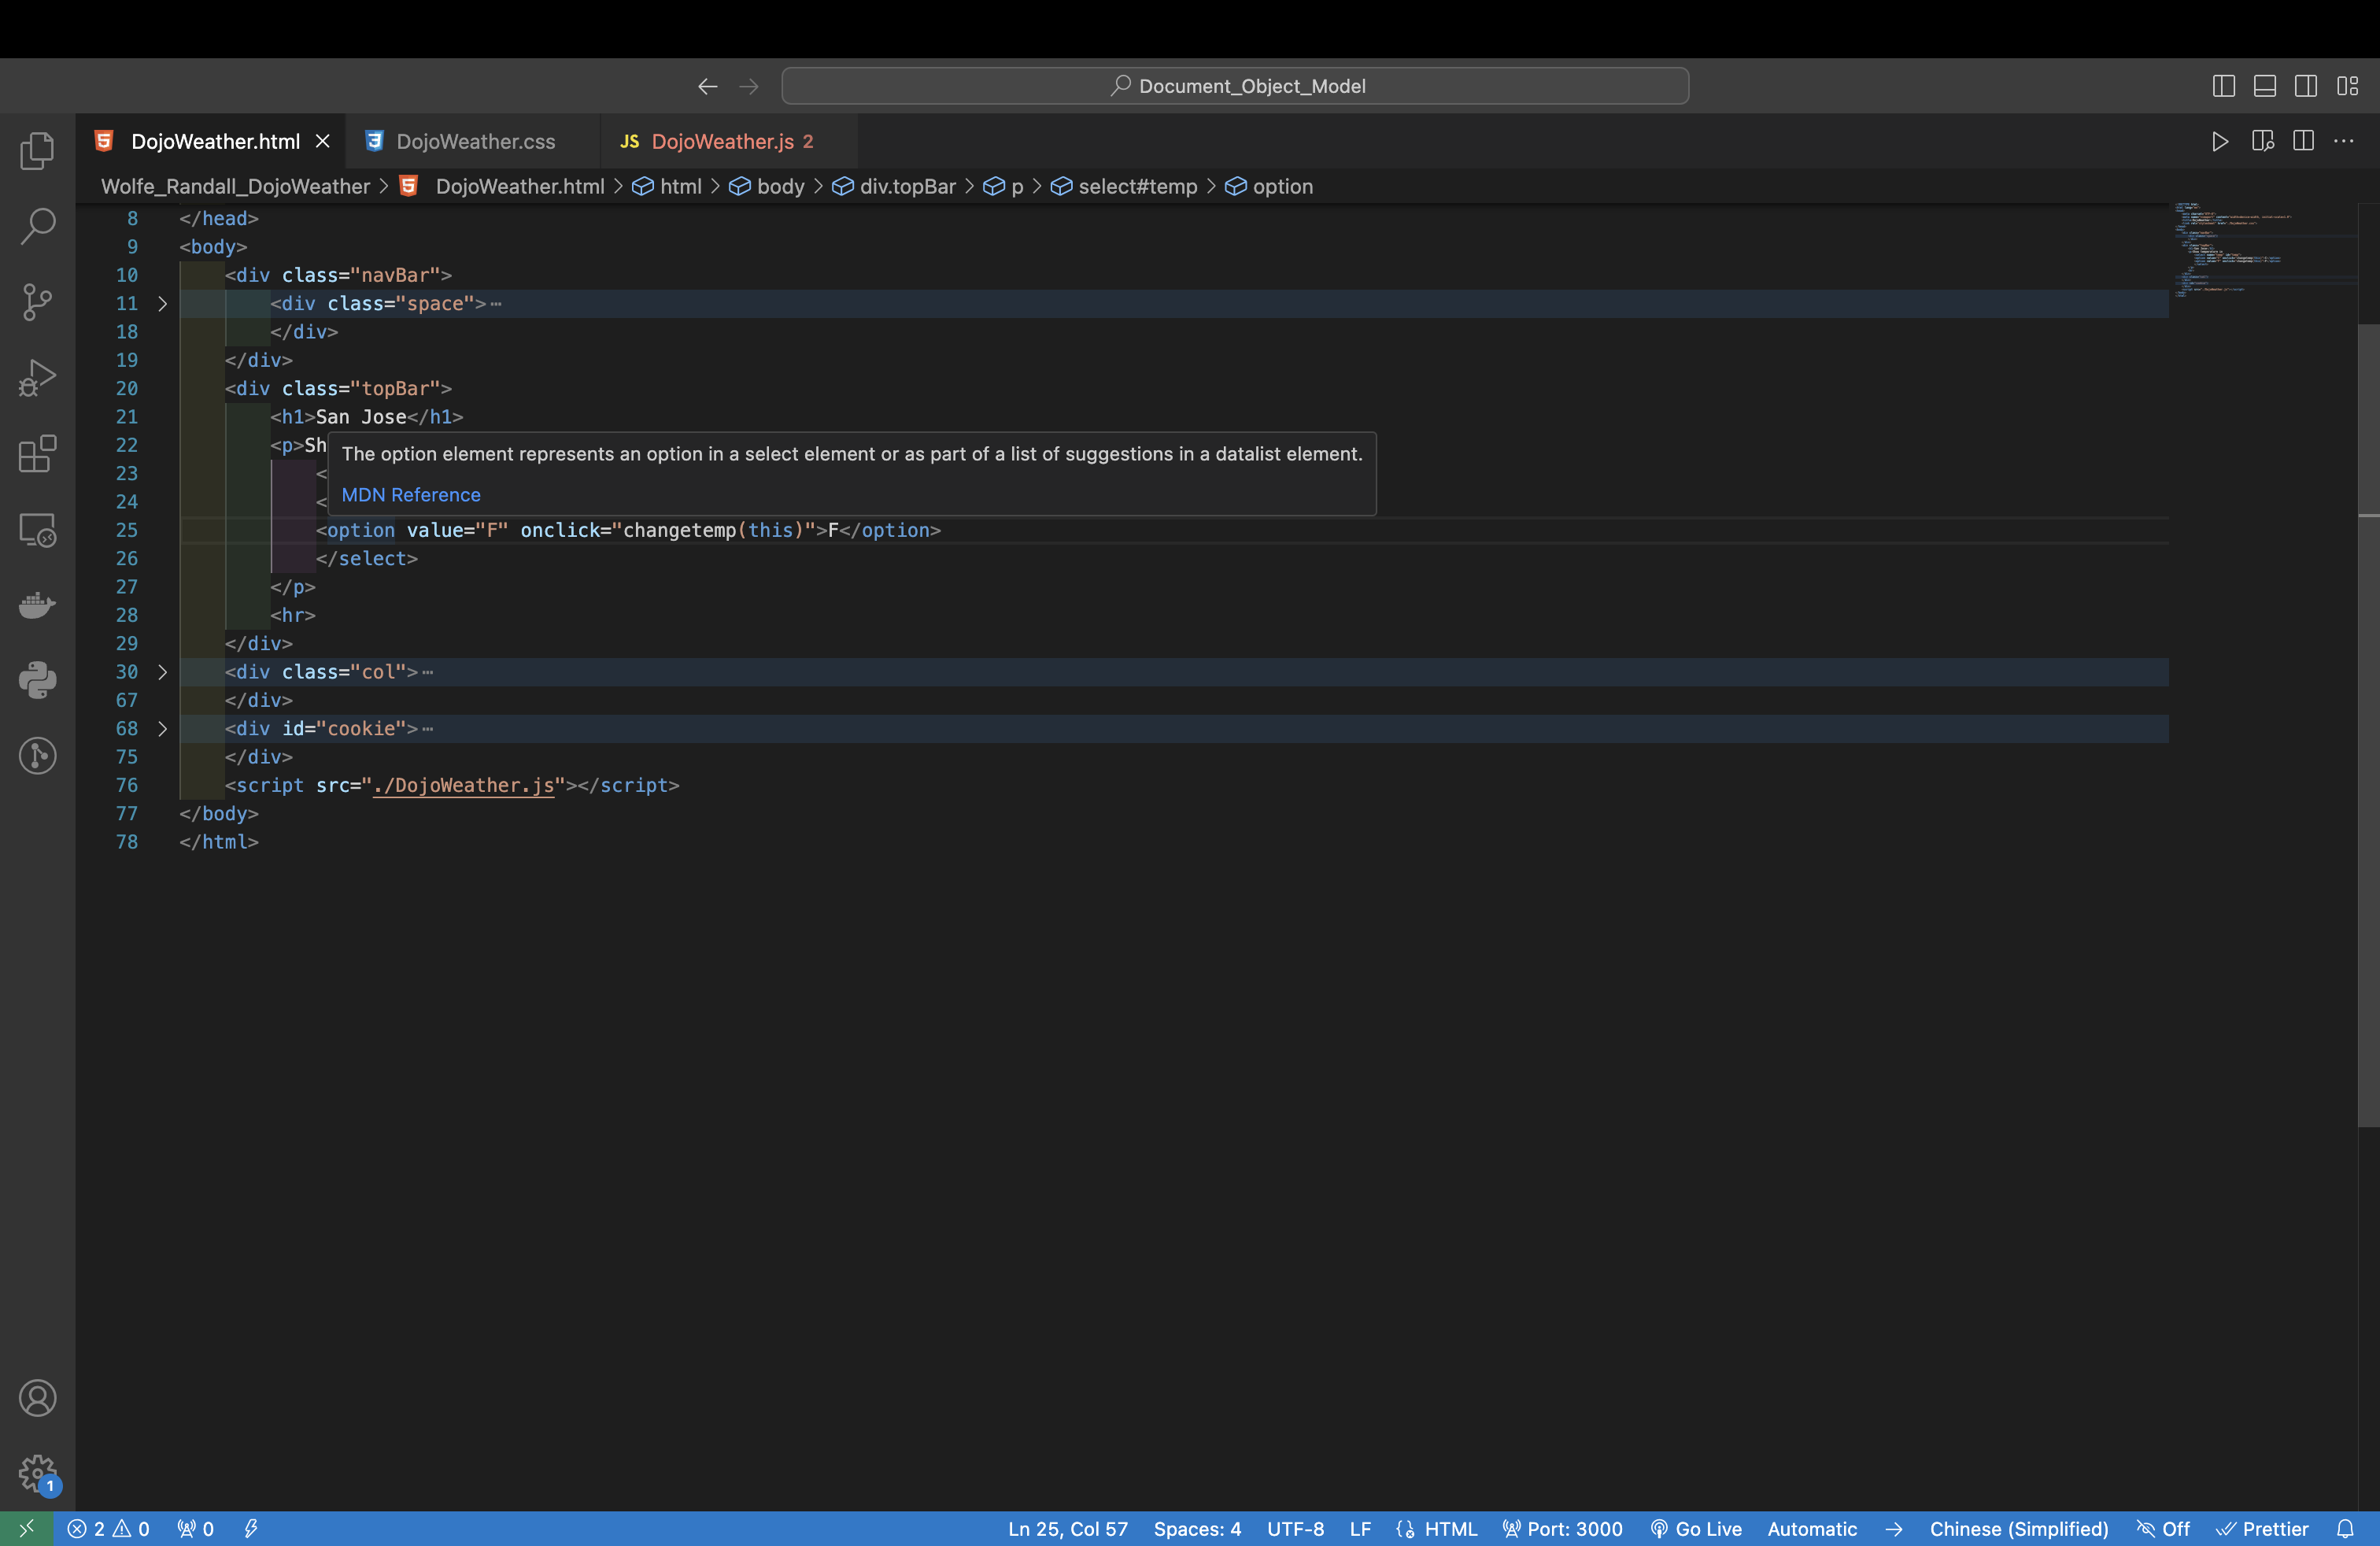 Document_Object_Model
DojoWeather.html
DojoWeather.css
JS DojoWeather.js 2
Wolfe_Randall_DojoWeather > DojoWeather.html > html > body > div.topBar > p > select#temp > option
8 </head>
9 <body>
10 <div class="navBar">
11 <div class="space">⋯
18 </div>
19 </div>
20 <div class="topBar">
21 <h1>San Jose</h1>
22 <p>Sh
The option element represents an option in a select element or as part of a list of suggestions in a datalist element.
23 <
24 <
MDN Reference
25 <option value="F" onclick="changetemp(this)">F</option>
26 </select>
27 </p>
28 <hr>
29 </div>
30 <div class="col">⋯
67 </div>
68 <div id="cookie">⋯
75 </div>
76 <script src="./DojoWeather.js"></script>
77 </body>
78 </html>
1
2 0 0 Ln 25, Col 57 Spaces: 4 UTF-8 LF {} HTML Port: 3000 Go Live Automatic → Chinese (Simplified) Off Prettier